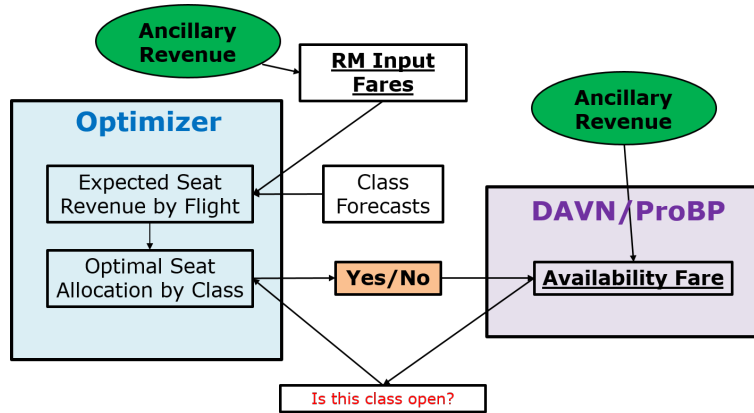 Ancillary
Revenue
RM Input
Fares
Optimizer
Ancillary
Revenue
Expected Seat
Revenue by Flight
Class
Forecasts
DAVN/ProBP
Optimal Seat
Allocation by Class
Yes/No
Availability Fare
Is this class open?